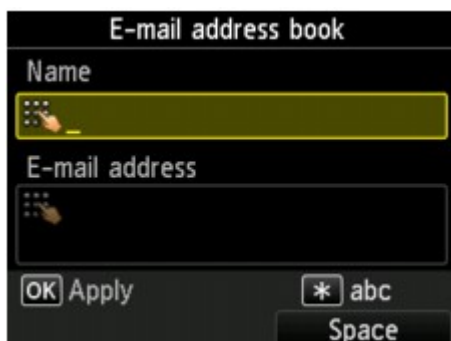 E-mail address book
Name
_
E-mail address
OK Apply
* abc
Space